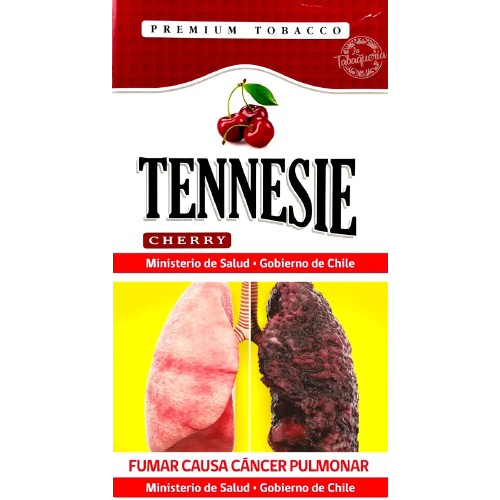 PREMIUM TOBACCO
La
Tabaquería
TENNESIE
CHERRY
Ministerio de Salud • Gobierno de Chile
FUMAR CAUSA CÁNCER PULMONAR
Ministerio de Salud • Gobierno de Chile